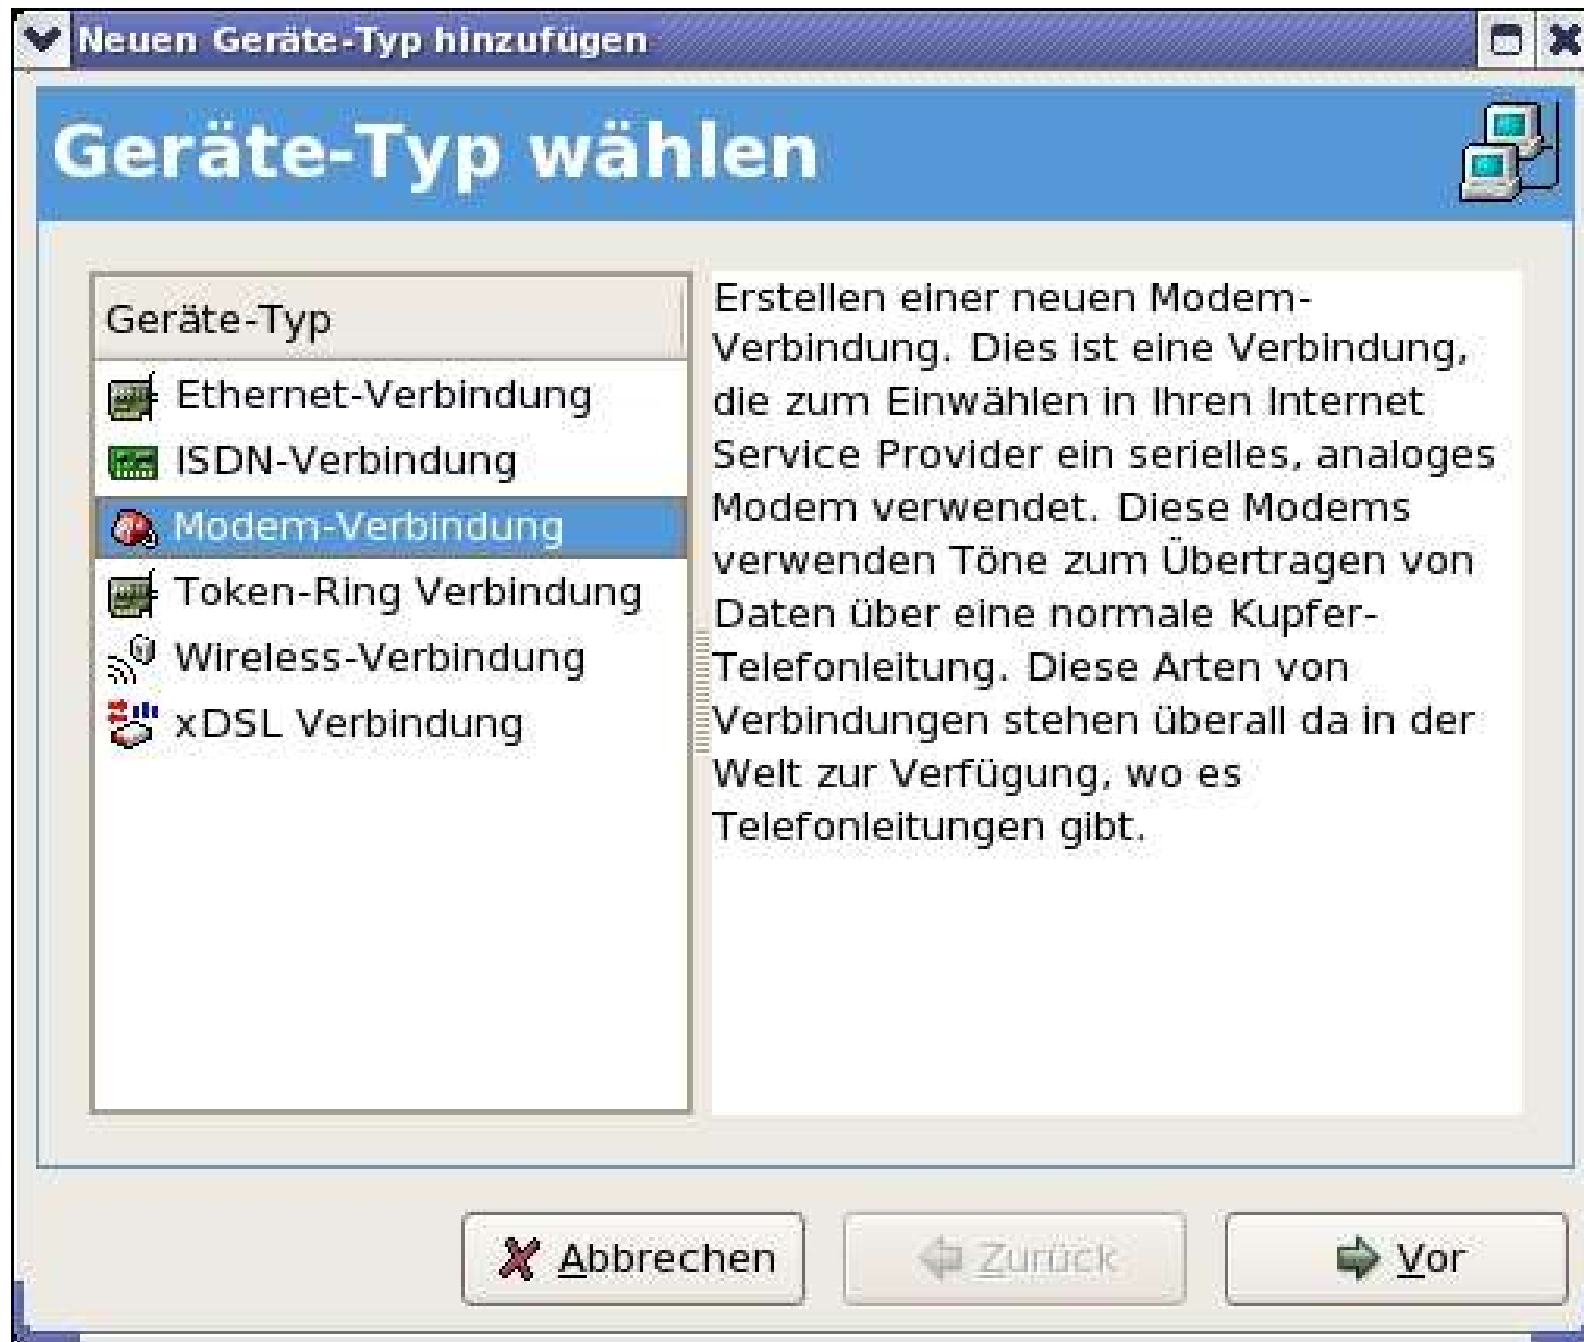 Neuen Geräte-Typ hinzufügen
Geräte-Typ wählen
Geräte-Typ
Ethernet-Verbindung
ISDN-Verbindung
Modem-Verbindung
Token-Ring Verbindung
Wireless-Verbindung
xDSL Verbindung
Erstellen einer neuen Modem-
Verbindung. Dies ist eine Verbindung,
die zum Einwählen in Ihren Internet
Service Provider ein serielles, analoges
Modem verwendet. Diese Modems
verwenden Töne zum Übertragen von
Daten über eine normale Kupfer-
Telefonleitung. Diese Arten von
Verbindungen stehen überall da in der
Welt zur Verfügung, wo es
Telefonleitungen gibt.
Abbrechen
Zurück
Vor